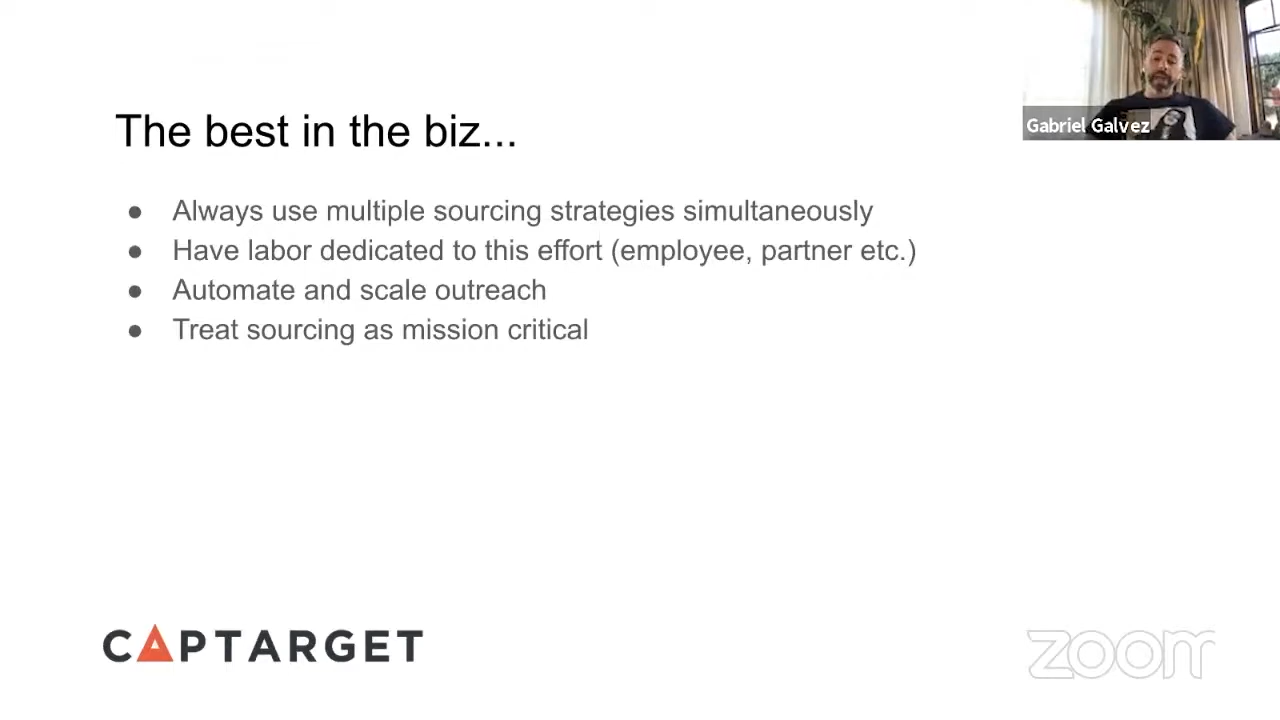 The best in the biz...
Gabriel Galvez
● Always use multiple sourcing strategies simultaneously
● Have labor dedicated to this effort (employee, partner etc.)
● Automate and scale outreach
● Treat sourcing as mission critical
CAPTARGET
zoom